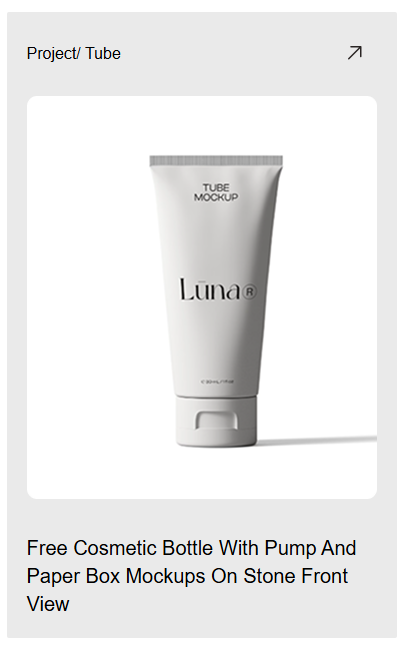 Project/ Tube
TUBE
MOCKUP
Lūna®
Free Cosmetic Bottle With Pump And
Paper Box Mockups On Stone Front
View